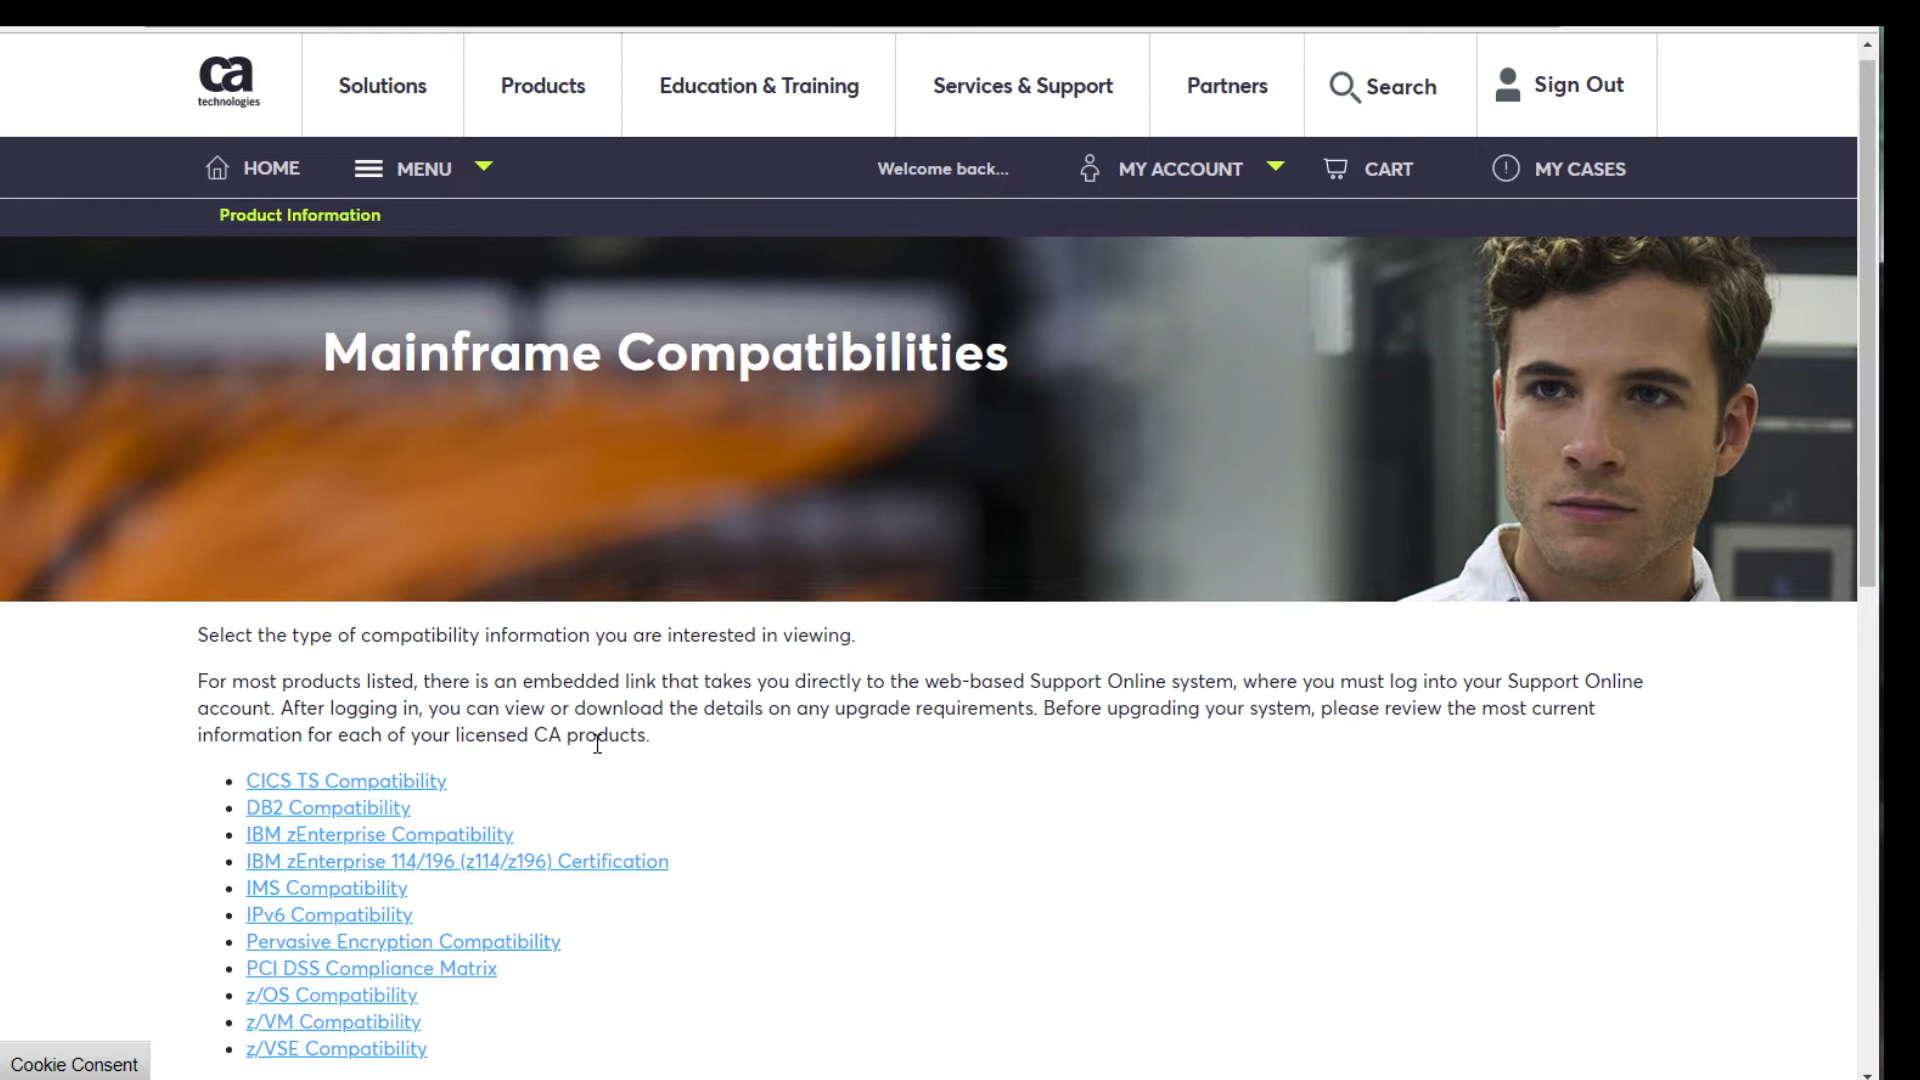 ca
technologies
Solutions
Products
Education & Training
Services & Support
Partners
Search
Sign Out
HOME
MENU
Welcome back...
MY ACCOUNT
CART
MY CASES
Product Information
Mainframe Compatibilities
Select the type of compatibility information you are interested in viewing.
For most products listed, there is an embedded link that takes you directly to the web-based Support Online system, where you must log into your Support Online
account. After logging in, you can view or download the details on any upgrade requirements. Before upgrading your system, please review the most current
information for each of your licensed CA products.
• CICS TS Compatibility
• DB2 Compatibility
• IBM zEnterprise Compatibility
• IBM zEnterprise 114/196 (z114/z196) Certification
• IMS Compatibility
• IPv6 Compatibility
• Pervasive Encryption Compatibility
• PCI DSS Compliance Matrix
• z/OS Compatibility
• z/VM Compatibility
• z/VSE Compatibility
Cookie Consent